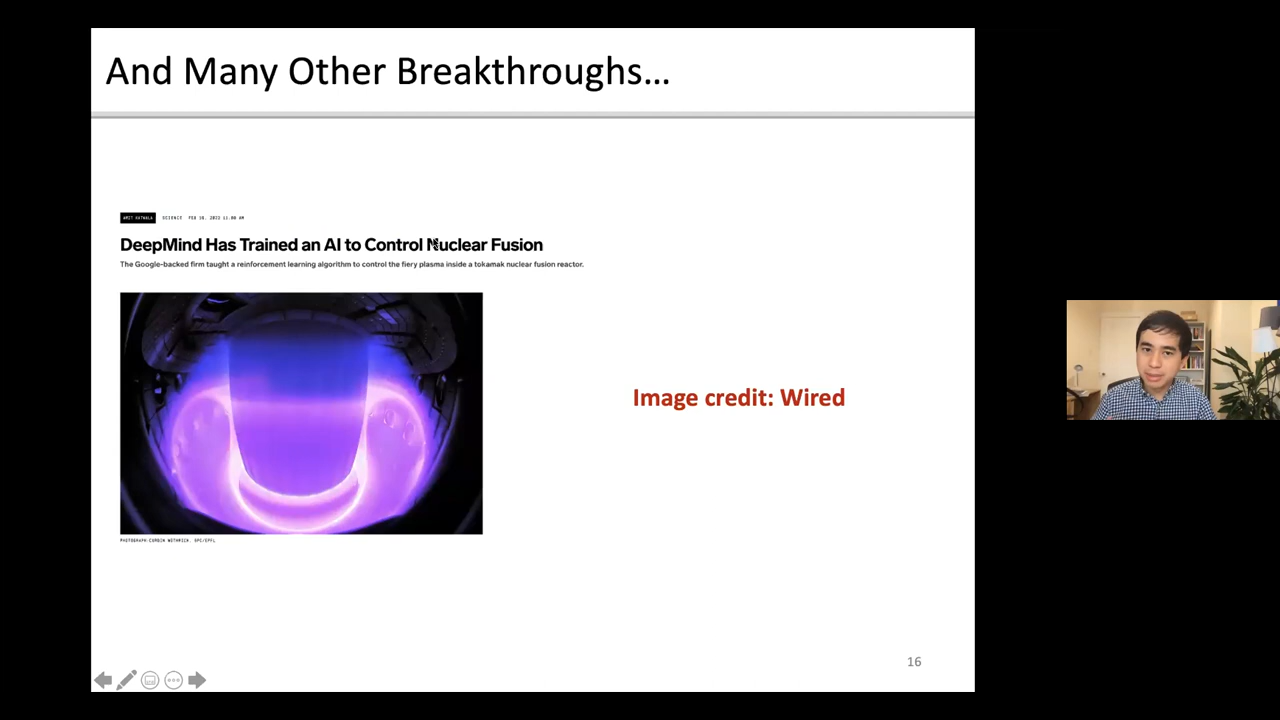 And Many Other Breakthroughs...
AMIT KATWALA SCIENCE FEB 16, 2022 11:00 AM
DeepMind Has Trained an AI to Control Nuclear Fusion
The Google-backed firm taught a reinforcement learning algorithm to control the fiery plasma inside a tokamak nuclear fusion reactor.
Image credit: Wired
PHOTOGRAPH: CURDIN WÜTHRICH, SPC/EPFL
16